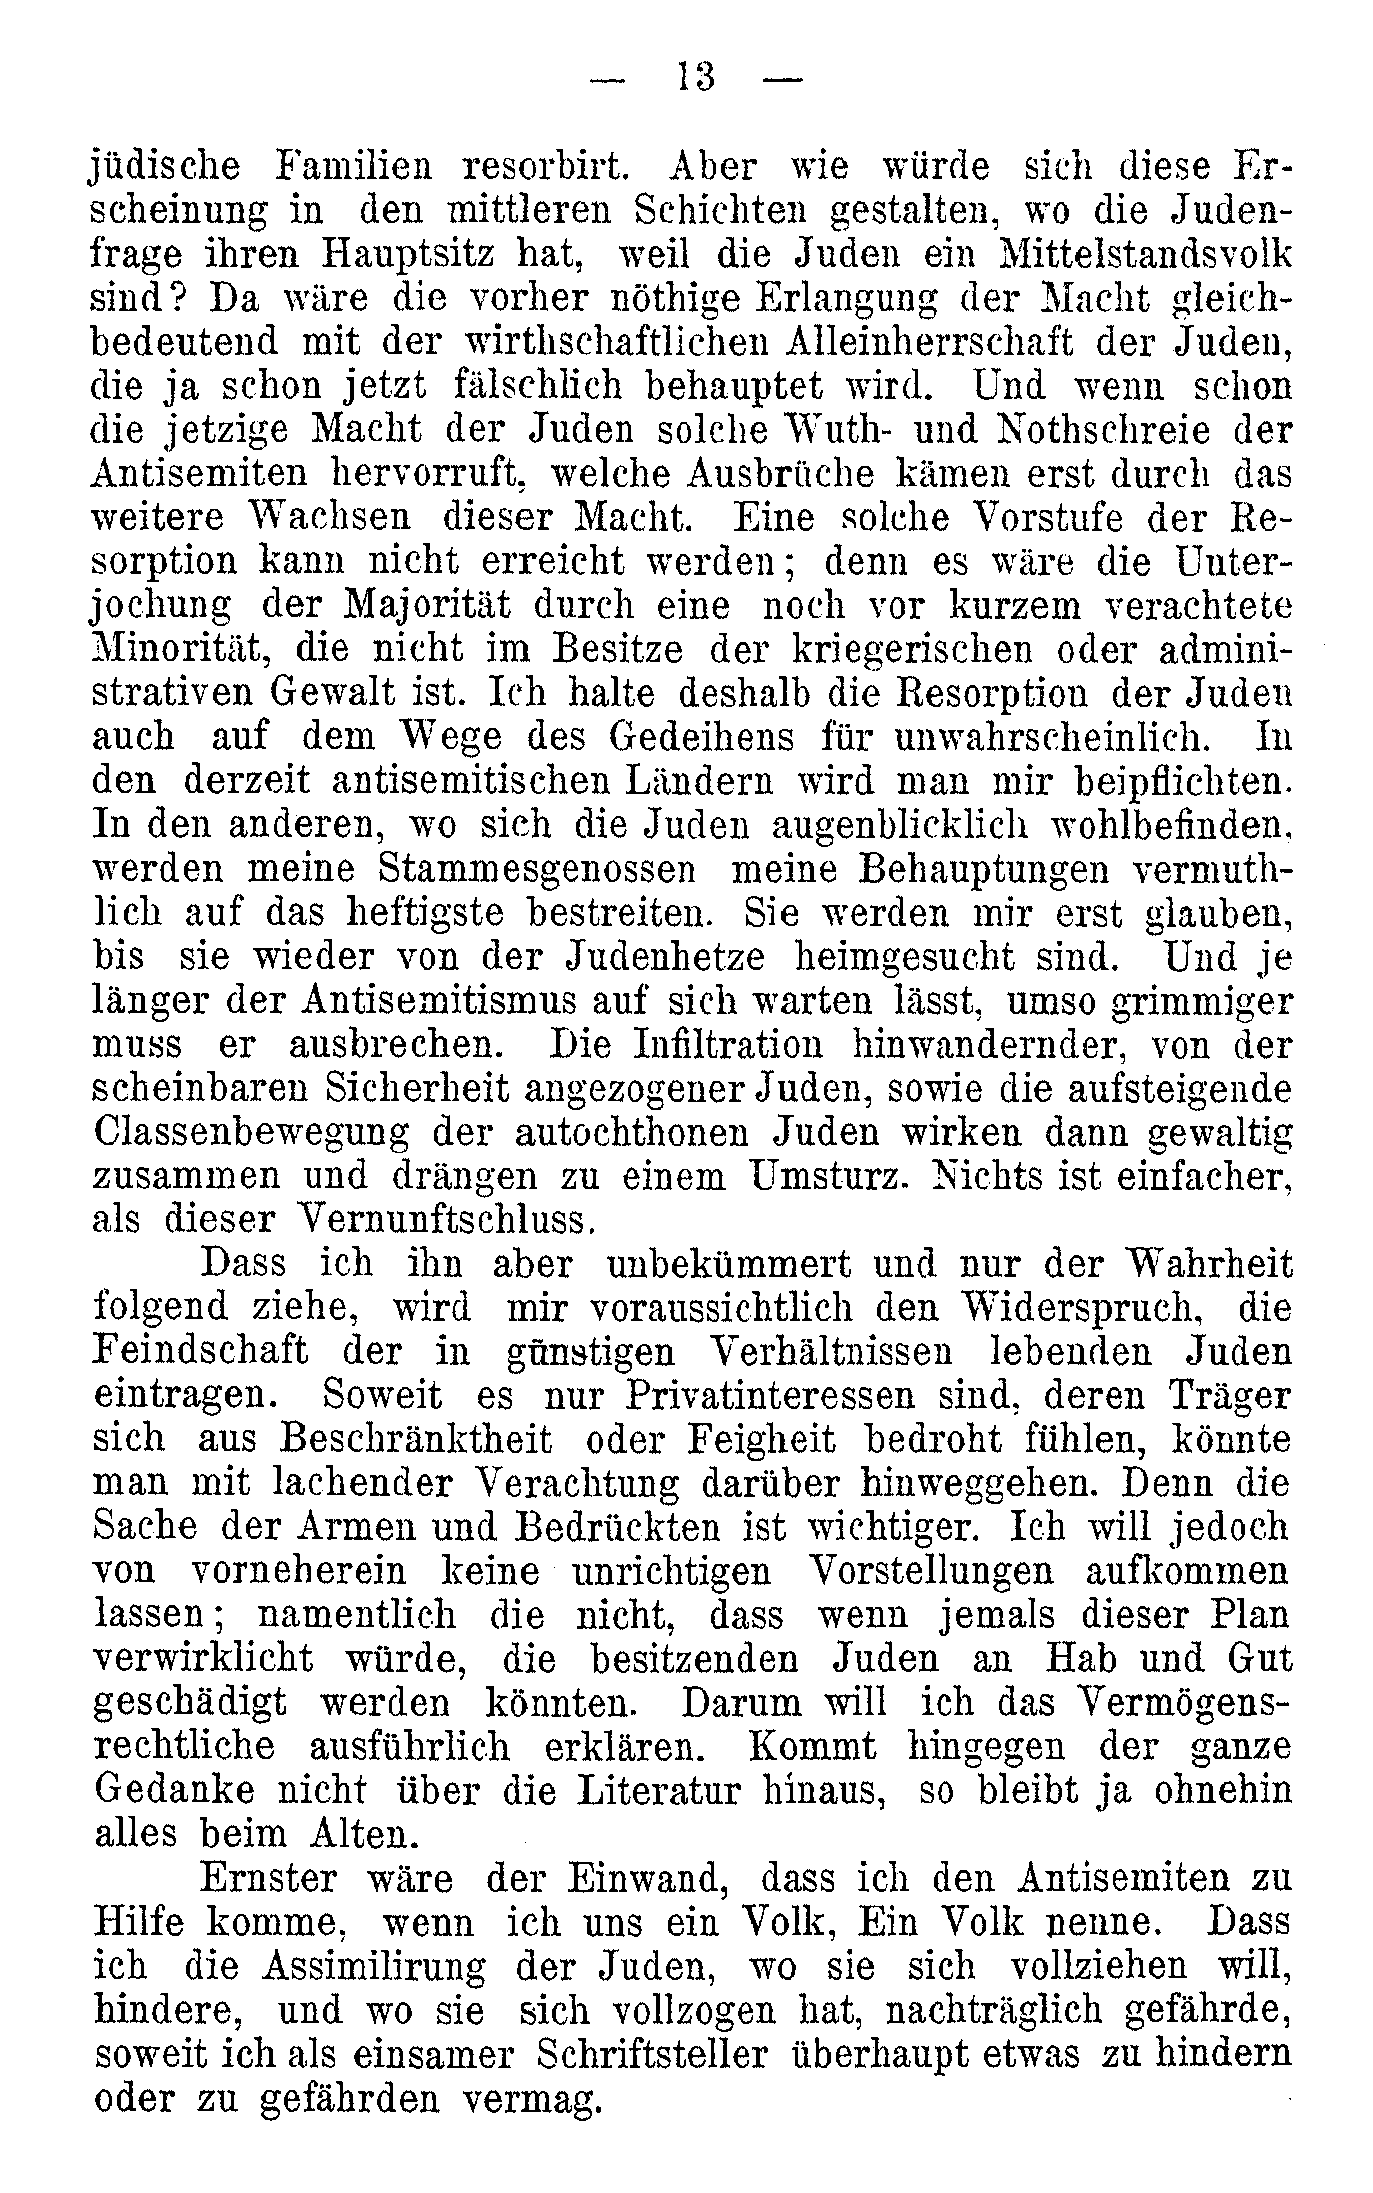 — 13 —
jüdische Familien resorbirt. Aber wie würde sich diese Er-
scheinung in den mittleren Schichten gestalten, wo die Juden-
frage ihren Hauptsitz hat, weil die Juden ein Mittelstandsvolk
sind? Da wäre die vorher nöthige Erlangung der Macht gleich-
bedeutend mit der wirthschaftlichen Alleinherrschaft der Juden,
die ja schon jetzt fälschlich behauptet wird. Und wenn schon
die jetzige Macht der Juden solche Wuth- und Nothschreie der
Antisemiten hervorruft, welche Ausbrüche kämen erst durch das
weitere Wachsen dieser Macht. Eine solche Vorstufe der Re-
sorption kann nicht erreicht werden; denn es wäre die Unter-
jochung der Majorität durch eine noch vor kurzem verachtete
Minorität, die nicht im Besitze der kriegerischen oder admini-
strativen Gewalt ist. Ich halte deshalb die Resorption der Juden
auch auf dem Wege des Gedeihens für unwahrscheinlich. In
den derzeit antisemitischen Ländern wird man mir beipflichten.
In den anderen, wo sich die Juden augenblicklich wohlbefinden,
werden meine Stammesgenossen meine Behauptungen vermuth-
lich auf das heftigste bestreiten. Sie werden mir erst glauben,
bis sie wieder von der Judenhetze heimgesucht sind. Und je
länger der Antisemitismus auf sich warten lässt, umso grimmiger
muss er ausbrechen. Die Infiltration hinwandernder, von der
scheinbaren Sicherheit angezogener Juden, sowie die aufsteigende
Classenbewegung der autochthonen Juden wirken dann gewaltig
zusammen und drängen zu einem Umsturz. Nichts ist einfacher,
als dieser Vernunftschluss.
Dass ich ihn aber unbekümmert und nur der Wahrheit
folgend ziehe, wird mir voraussichtlich den Widerspruch, die
Feindschaft der in günstigen Verhältnissen lebenden Juden
eintragen. Soweit es nur Privatinteressen sind, deren Träger
sich aus Beschränktheit oder Feigheit bedroht fühlen, könnte
man mit lachender Verachtung darüber hinweggehen. Denn die
Sache der Armen und Bedrückten ist wichtiger. Ich will jedoch
von vorneherein keine unrichtigen Vorstellungen aufkommen
lassen; namentlich die nicht, dass wenn jemals dieser Plan
verwirklicht würde, die besitzenden Juden an Hab und Gut
geschädigt werden könnten. Darum will ich das Vermögens-
rechtliche ausführlich erklären. Kommt hingegen der ganze
Gedanke nicht über die Literatur hinaus, so bleibt ja ohnehin
alles beim Alten.
Ernster wäre der Einwand, dass ich den Antisemiten zu
Hilfe komme, wenn ich uns ein Volk, Ein Volk nenne. Dass
ich die Assimilirung der Juden, wo sie sich vollziehen will,
hindere, und wo sie sich vollzogen hat, nachträglich gefährde,
soweit ich als einsamer Schriftsteller überhaupt etwas zu hindern
oder zu gefährden vermag.